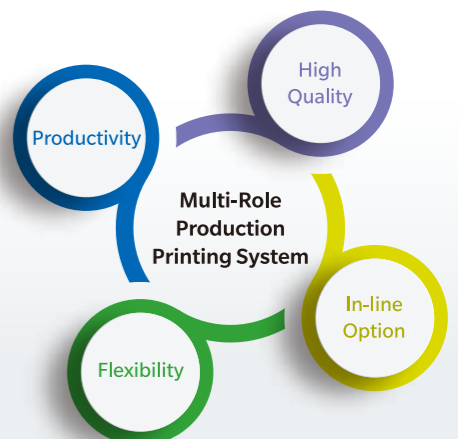 High
Quality
Productivity
Multi-Role
Production
Printing System
In-line
Option
Flexibility